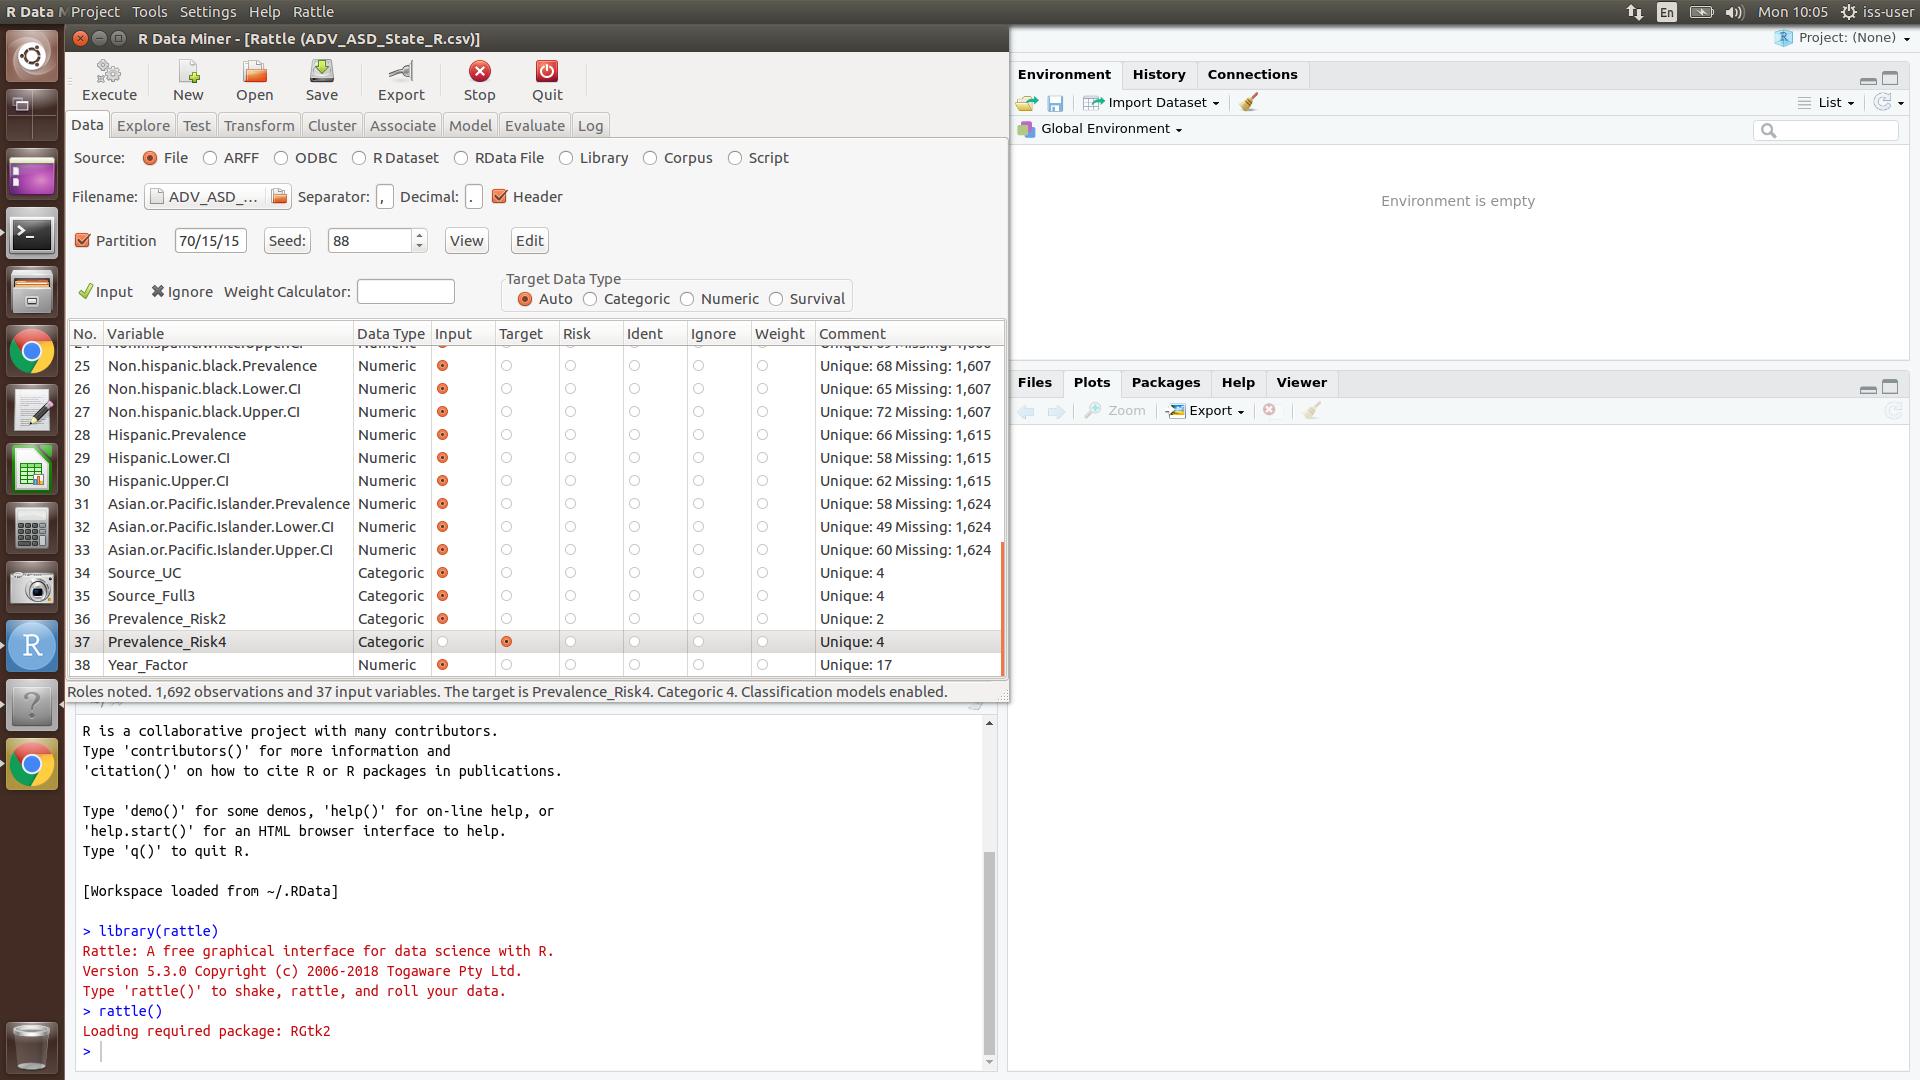 R Data M Project Tools Settings Help Rattle En Mon 10:05 iss-user
R Data Miner - [Rattle (ADV_ASD_State_R.csv)]
Project: (None)
Execute New Open Save Export Stop Quit
Environment History Connections
Import Dataset List
Data Explore Test Transform Cluster Associate Model Evaluate Log
Global Environment
Source: File ARFF ODBC R Dataset RData File Library Corpus Script
Filename: ADV_ASD_... Separator: , Decimal: . Header
Environment is empty
Partition 70/15/15 Seed: 88 View Edit
Target Data Type
Input Ignore Weight Calculator: Auto Categoric Numeric Survival
No. Variable Data Type Input Target Risk Ident Ignore Weight Comment
25 Non.hispanic.black.Prevalence Numeric Unique: 68 Missing: 1,607
26 Non.hispanic.black.Lower.CI Numeric Unique: 65 Missing: 1,607
27 Non.hispanic.black.Upper.CI Numeric Unique: 72 Missing: 1,607
28 Hispanic.Prevalence Numeric Unique: 66 Missing: 1,615
29 Hispanic.Lower.CI Numeric Unique: 58 Missing: 1,615
30 Hispanic.Upper.CI Numeric Unique: 62 Missing: 1,615
31 Asian.or.Pacific.Islander.Prevalence Numeric Unique: 58 Missing: 1,624
32 Asian.or.Pacific.Islander.Lower.CI Numeric Unique: 49 Missing: 1,624
33 Asian.or.Pacific.Islander.Upper.CI Numeric Unique: 60 Missing: 1,624
34 Source_UC Categoric Unique: 4
35 Source_Full3 Categoric Unique: 4
36 Prevalence_Risk2 Categoric Unique: 2
37 Prevalence_Risk4 Categoric Unique: 4
38 Year_Factor Numeric Unique: 17
Roles noted. 1,692 observations and 37 input variables. The target is Prevalence_Risk4. Categoric 4. Classification models enabled.
Files Plots Packages Help Viewer
Zoom Export
R is a collaborative project with many contributors.
Type 'contributors()' for more information and
'citation()' on how to cite R or R packages in publications.
Type 'demo()' for some demos, 'help()' for on-line help, or
'help.start()' for an HTML browser interface to help.
Type 'q()' to quit R.
[Workspace loaded from ~/.RData]
> library(rattle)
Rattle: A free graphical interface for data science with R.
Version 5.3.0 Copyright (c) 2006-2018 Togaware Pty Ltd.
Type 'rattle()' to shake, rattle, and roll your data.
> rattle()
Loading required package: RGtk2
>